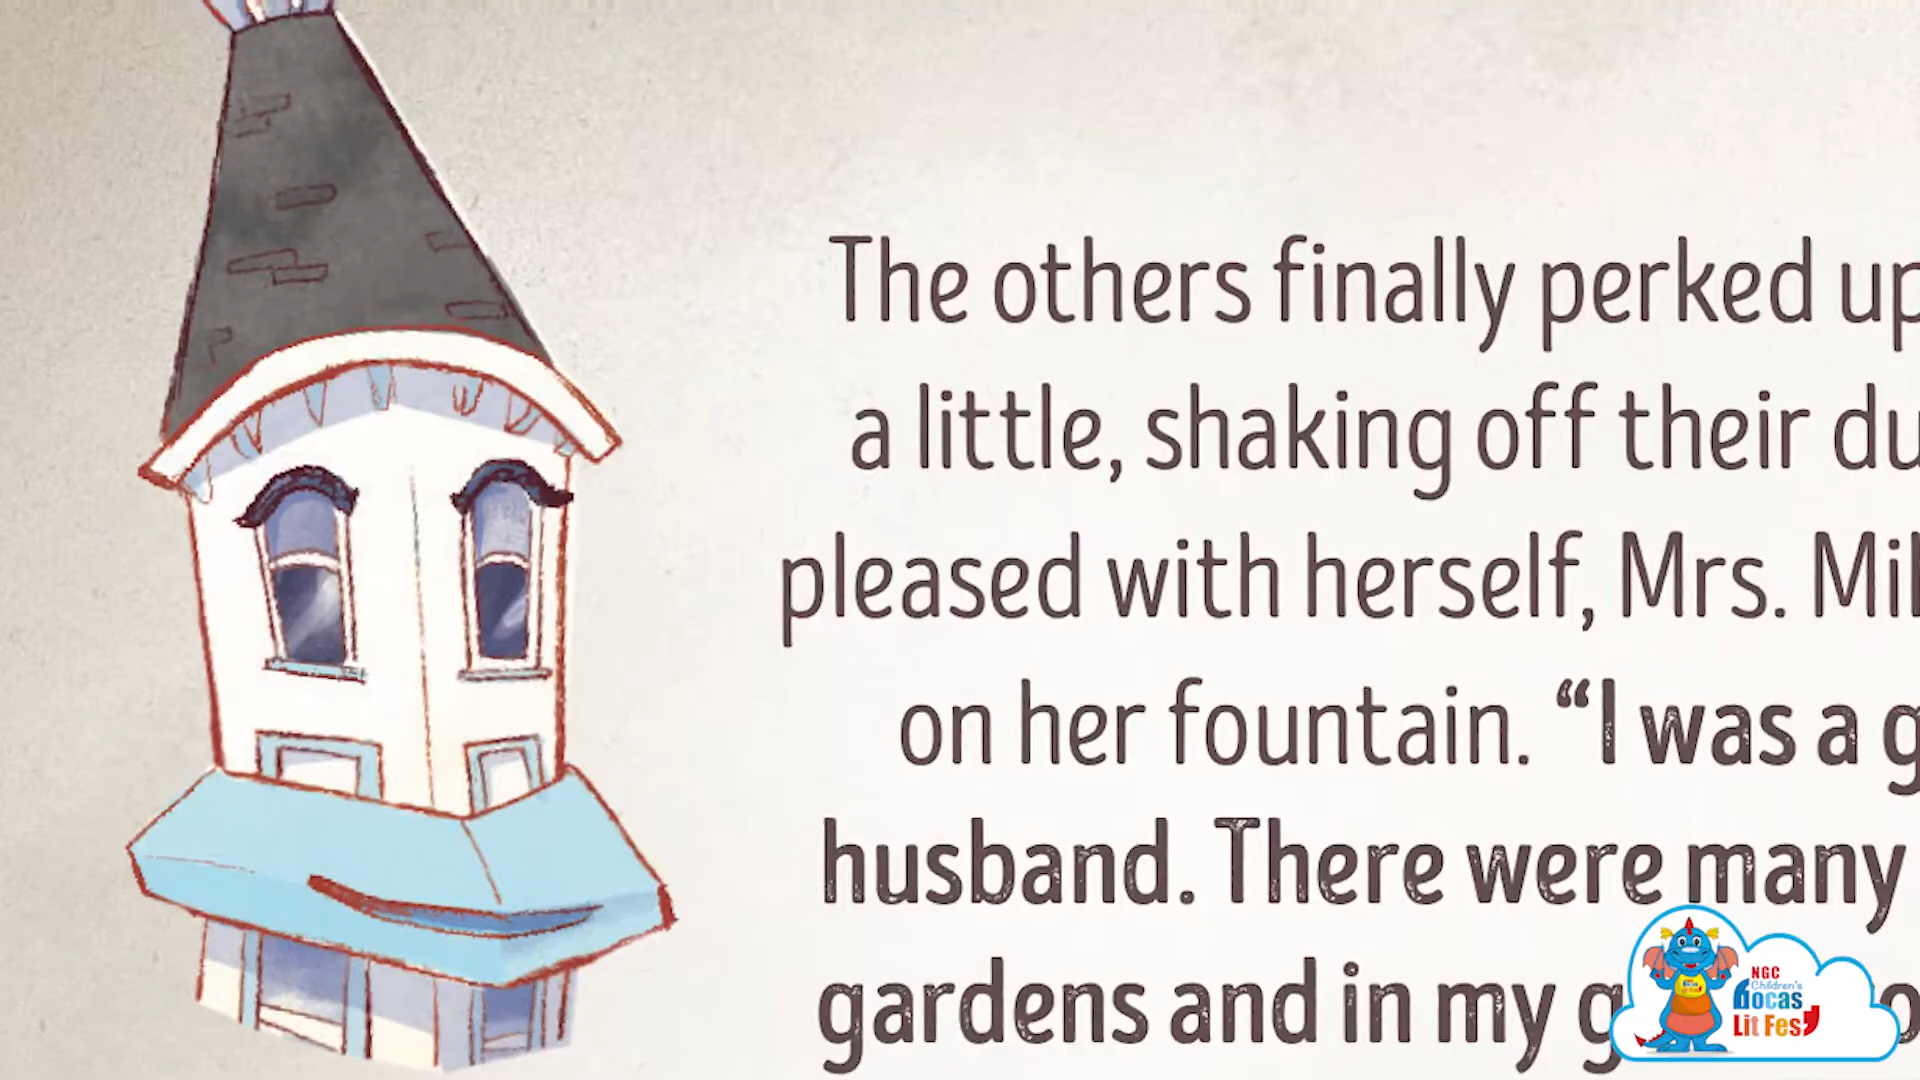 The others finally perked up
a little, shaking off their du
pleased with herself, Mrs. Mil
on her fountain. “I was a g
husband. There were many
gardens and in my g
NGC
Children's
Bocas
Lit Fest